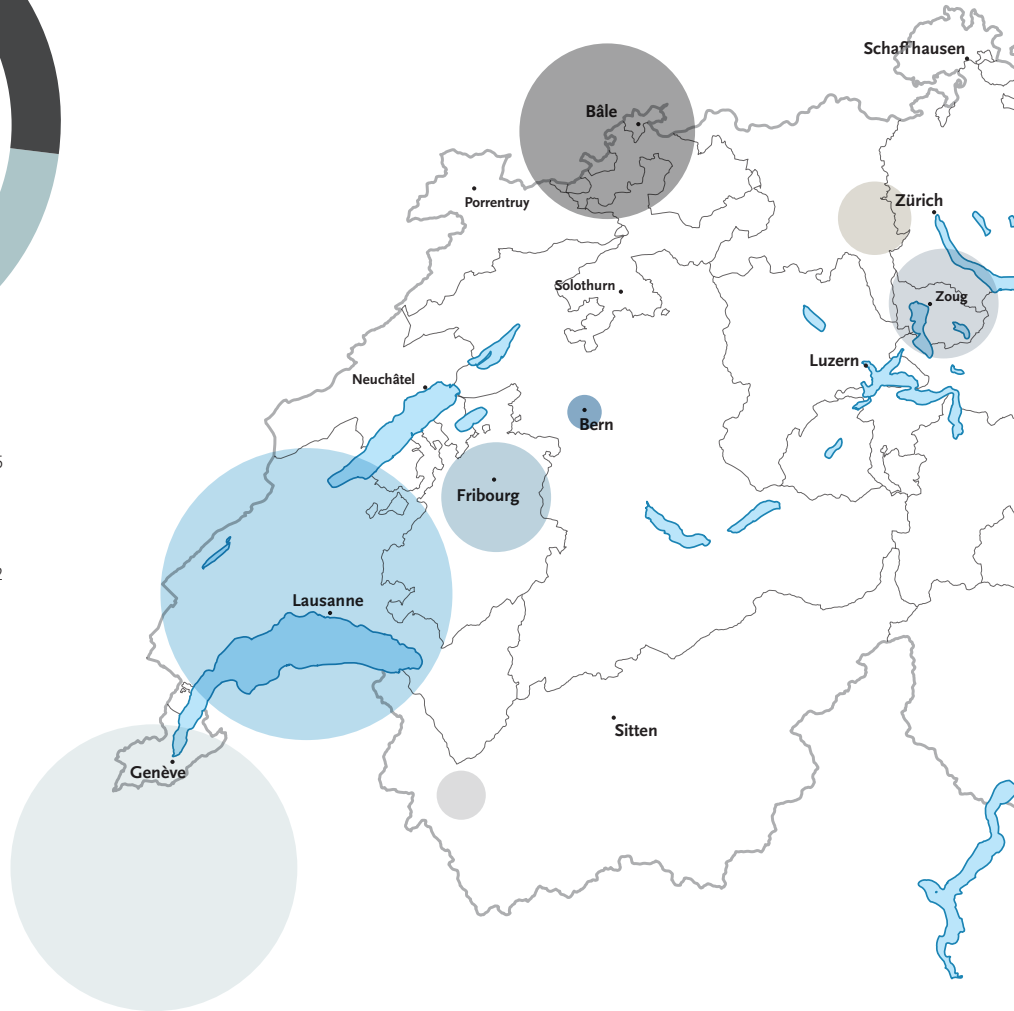 Schaffhausen
Bâle
Porrentruy
Zürich
Solothurn
Zoug
Luzern
Neuchâtel
Bern
Fribourg
Lausanne
Sitten
Genève